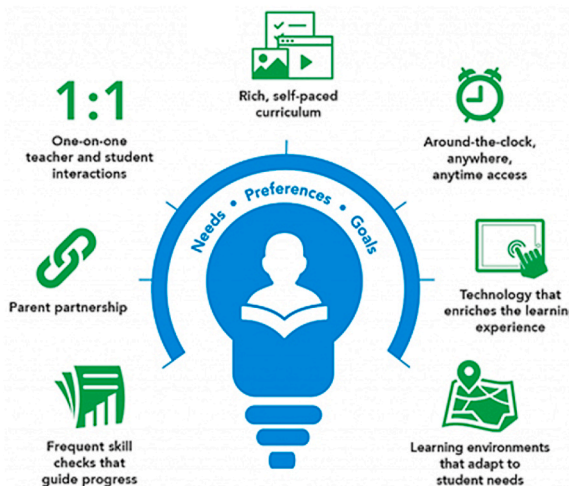 Rich, self-paced
curriculum
1:1
One-on-one
teacher and student
interactions
Around-the-clock,
anywhere,
anytime access
Needs • Preferences • Goals
Parent partnership
Technology that
enriches the learnin
experience
Frequent skill
checks that
guide progress
Learning environments
that adapt to
student needs